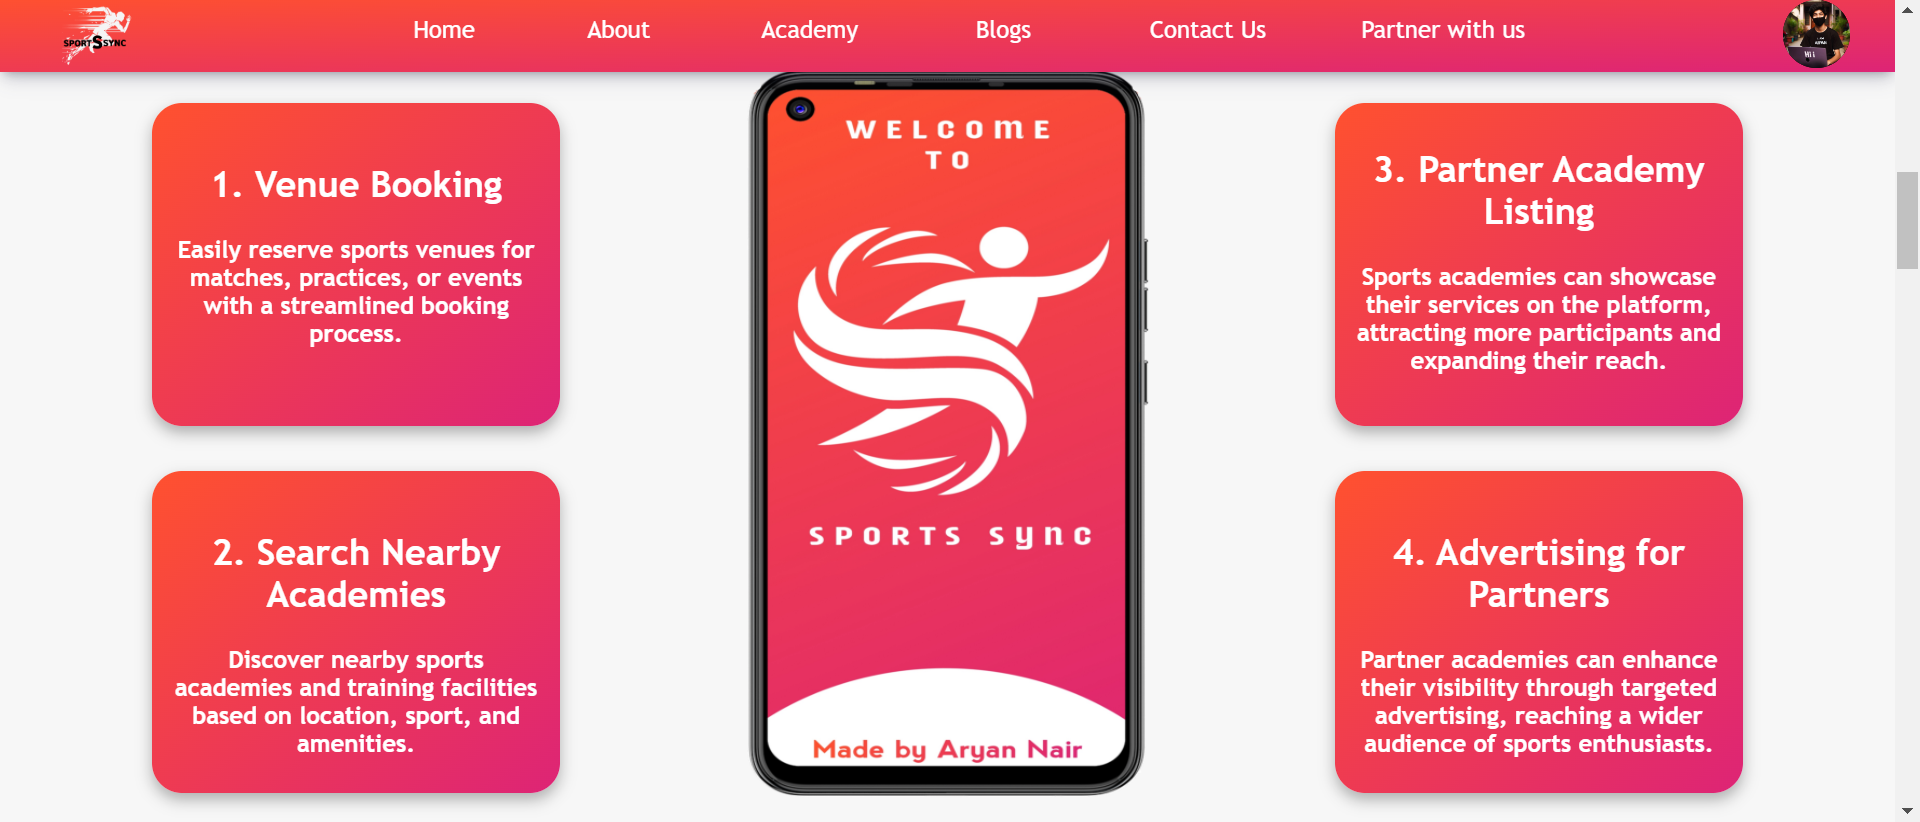 SPORTSSYNC
Home
About
Academy
Blogs
Contact Us
Partner with us
1. Venue Booking
Easily reserve sports venues for
matches, practices, or events
with a streamlined booking
process.
2. Search Nearby
Academies
Discover nearby sports
academies and training facilities
based on location, sport, and
amenities.
WELCOME
TO
SPORTS SYNC
Made by Aryan Nair
3. Partner Academy
Listing
Sports academies can showcase
their services on the platform,
attracting more participants and
expanding their reach.
4. Advertising for
Partners
Partner academies can enhance
their visibility through targeted
advertising, reaching a wider
audience of sports enthusiasts.